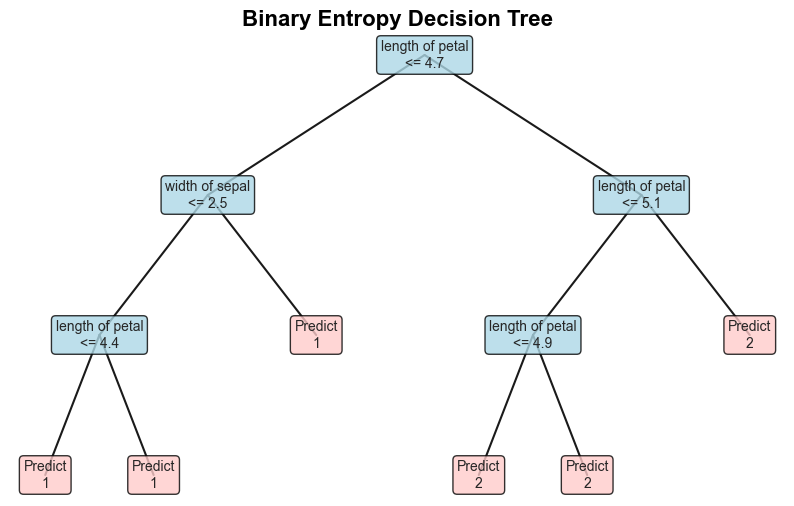 Binary Entropy Decision Tree
length of petal
<= 4.7
width of sepal
<= 2.5
length of petal
<= 5.1
length of petal
<= 4.4
Predict
1
length of petal
<= 4.9
Predict
2
Predict
1
Predict
1
Predict
2
Predict
2